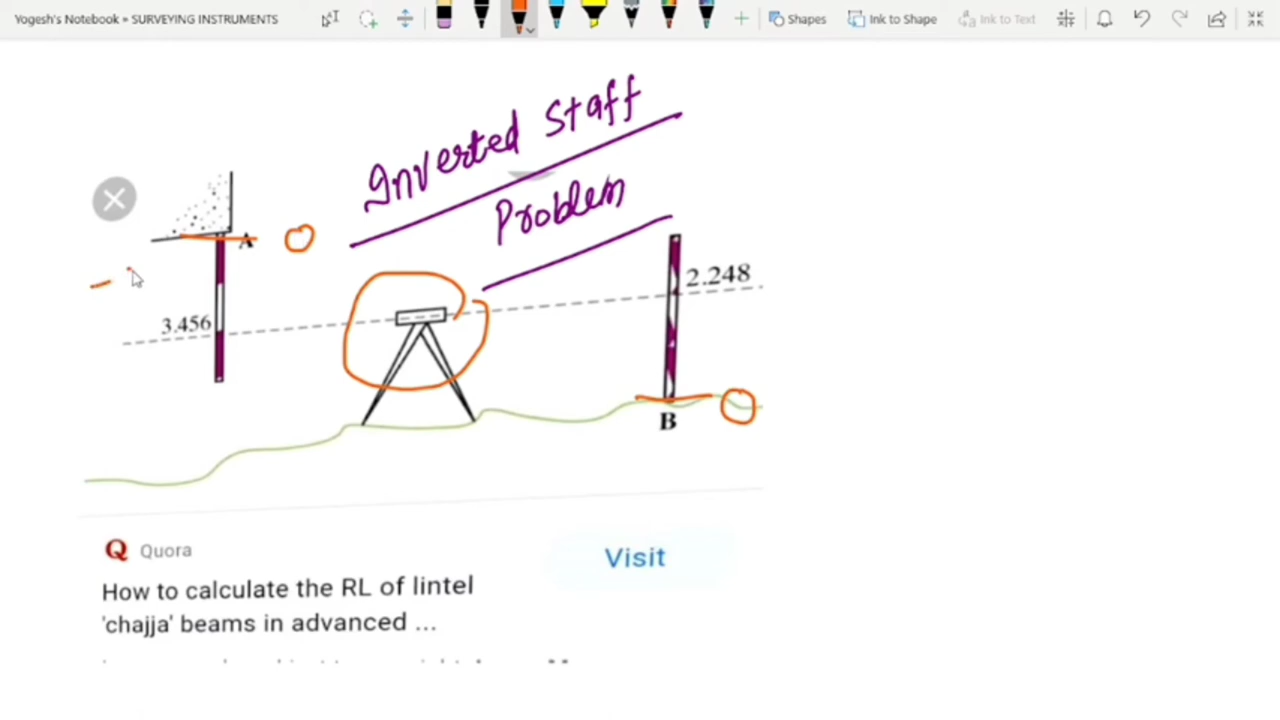 Yogesh's Notebook » SURVEYING INSTRUMENTS
Shapes
Ink to Shape
Ink to Text
Inverted Staff
Problem
A
2.248
3.456
B
Q Quora
Visit
How to calculate the RL of lintel
'chajja' beams in advanced ...